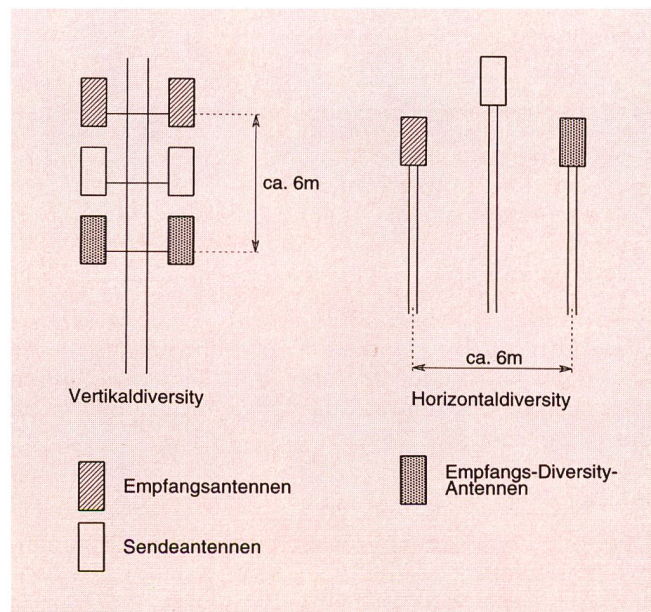 ca. 6m
ca. 6m
Vertikaldiversity
Horizontaldiversity
Empfangsantennen
Empfangs-Diversity-
Antennen
Sendeantennen